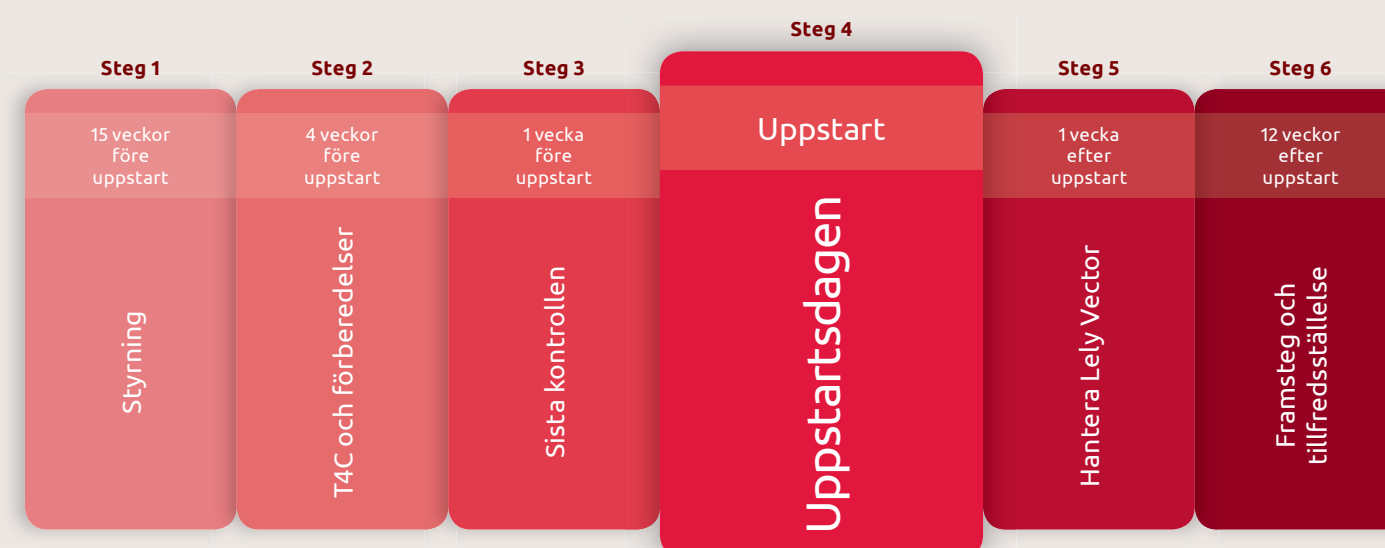 Steg 1
15 veckor
före
uppstart
Styrning
Steg 2
4 veckor
före
uppstart
T4C och förberedelser
Steg 3
1 vecka
före
uppstart
Sista kontrollen
Steg 4
Uppstart
Uppstartsdagen
Steg 5
1 vecka
efter
uppstart
Hantera Lely Vector
Steg 6
12 veckor
efter
uppstart
Framsteg och
tillfredsställelse